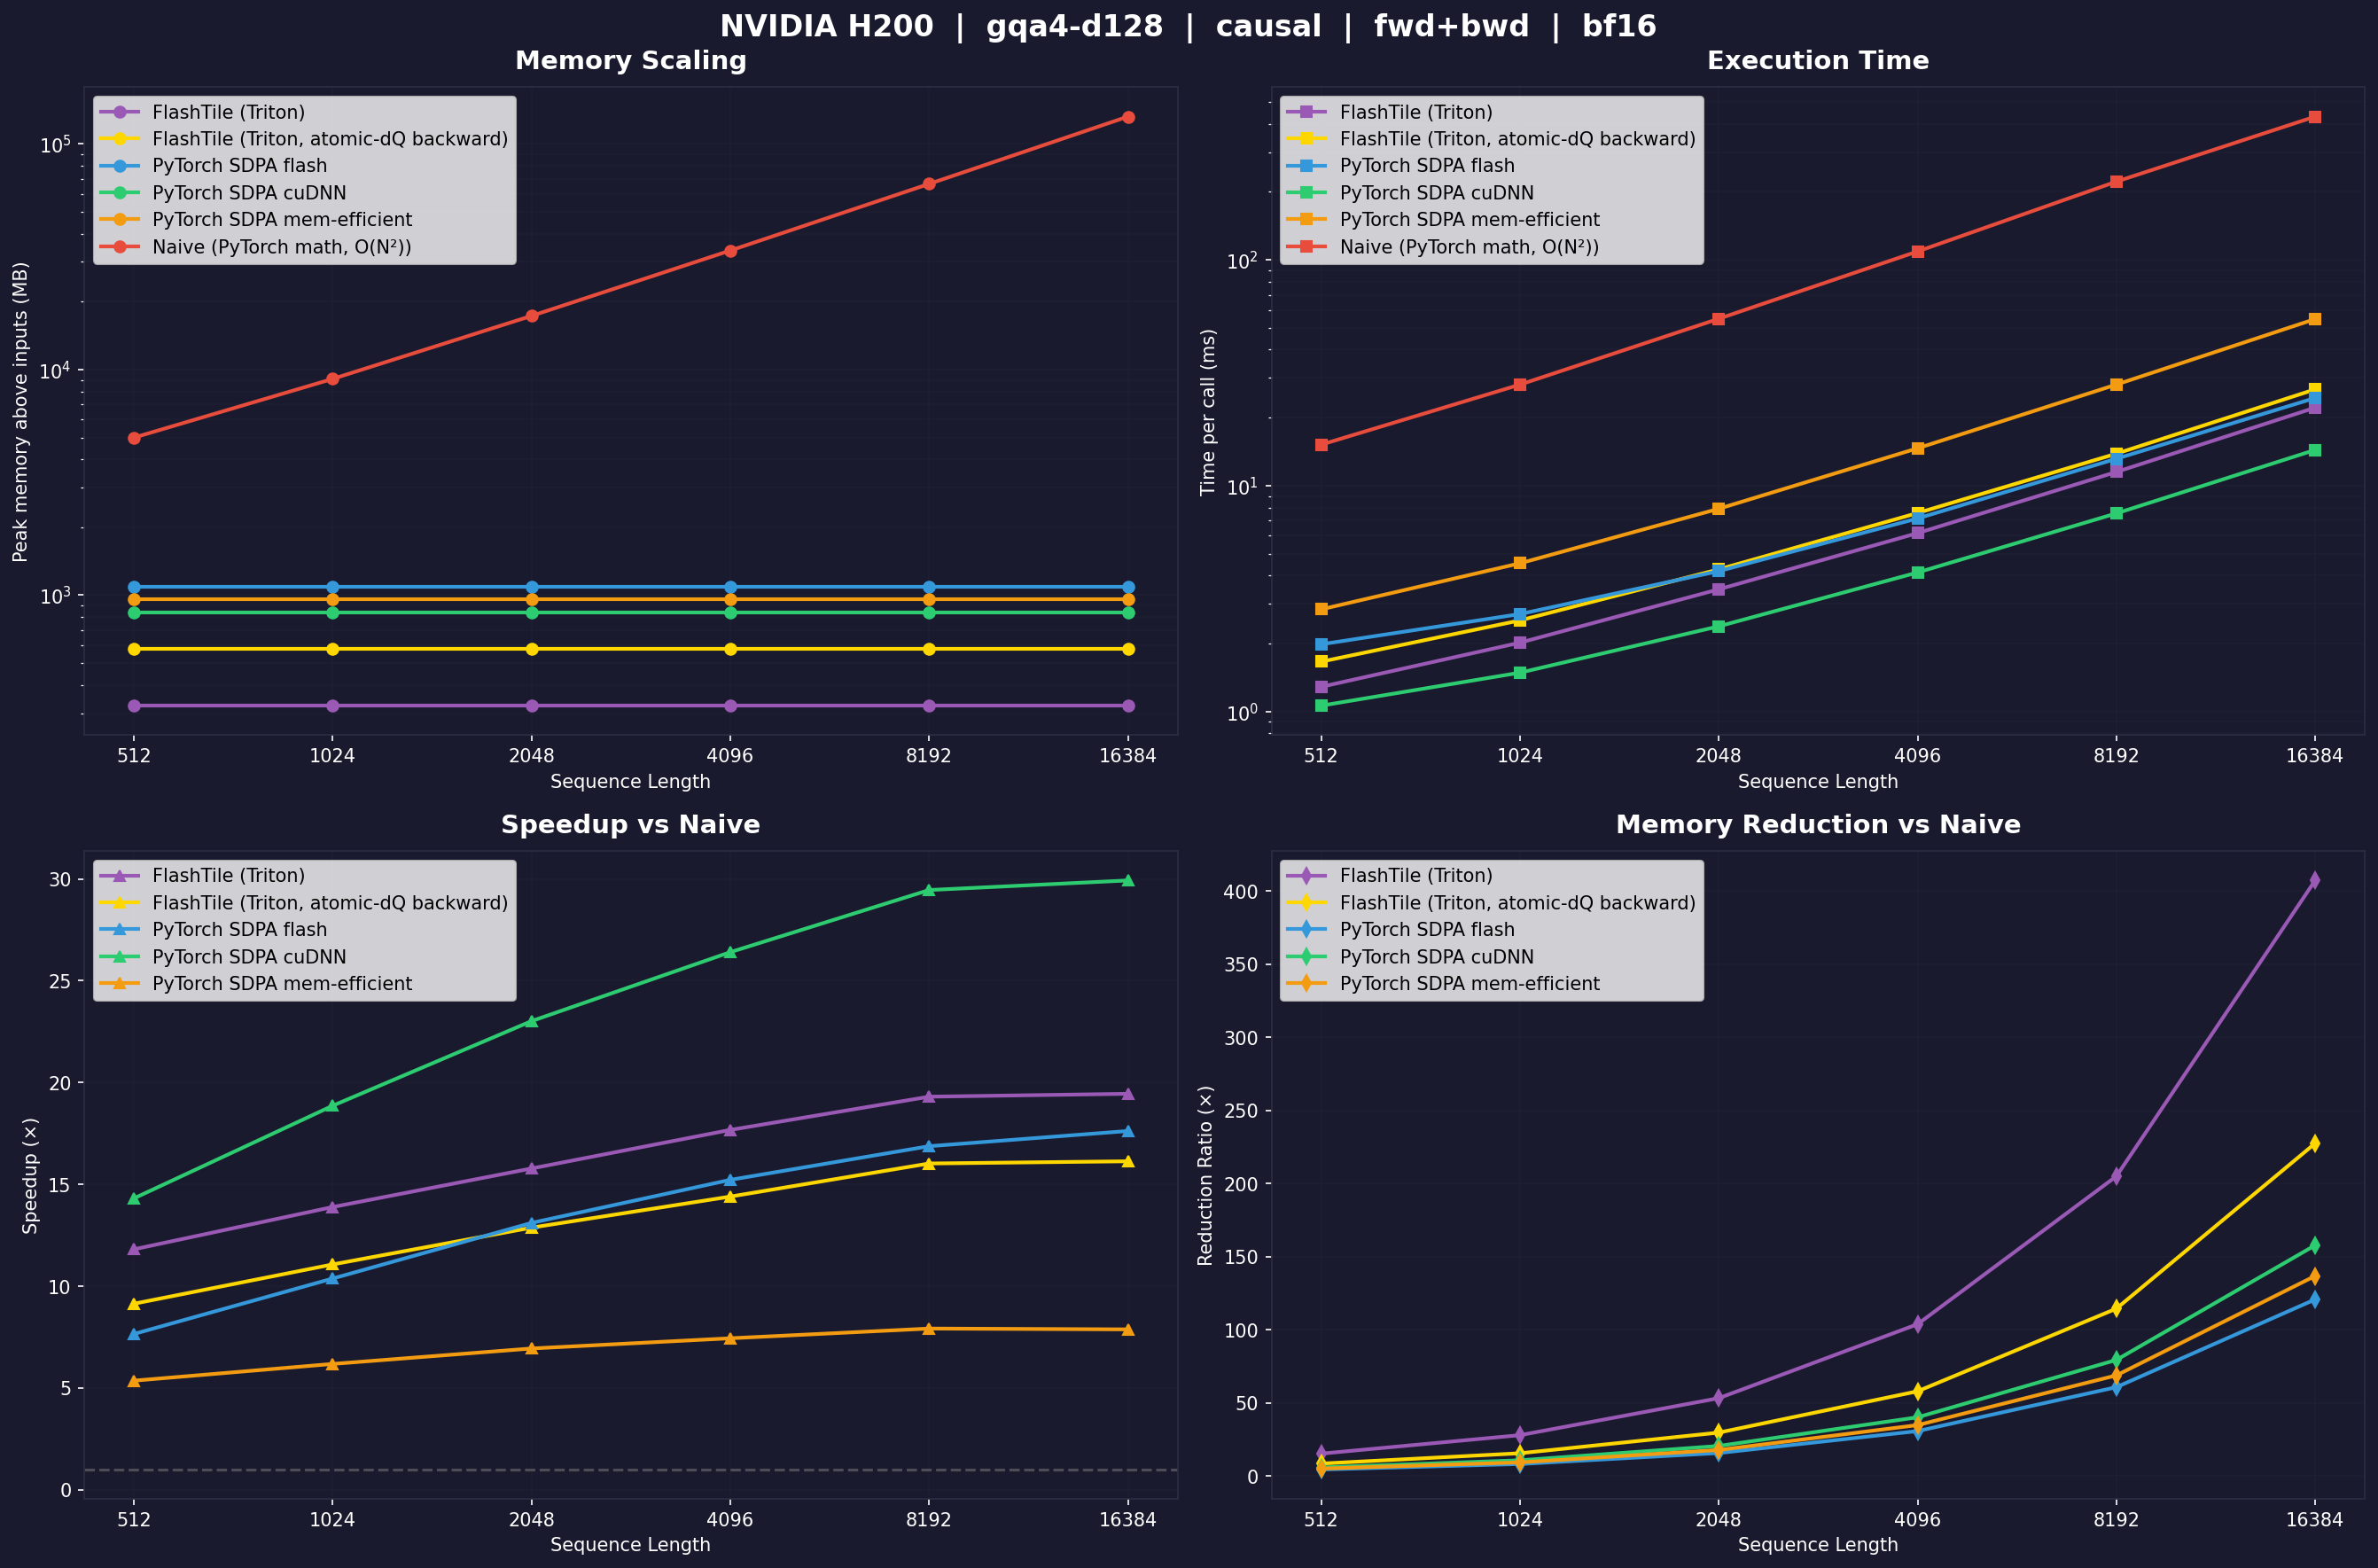 NVIDIA H200 | gqa4-d128 | causal | fwd+bwd | bf16
Memory Scaling
FlashTile (Triton)
FlashTile (Triton, atomic-dQ backward)
PyTorch SDPA flash
PyTorch SDPA cuDNN
PyTorch SDPA mem-efficient
Naive (PyTorch math, O(N²))
Peak memory above inputs (MB)
10⁵
10⁴
10³
512 1024 2048 4096 8192 16384
Sequence Length
Execution Time
FlashTile (Triton)
FlashTile (Triton, atomic-dQ backward)
PyTorch SDPA flash
PyTorch SDPA cuDNN
PyTorch SDPA mem-efficient
Naive (PyTorch math, O(N²))
Time per call (ms)
10²
10¹
10⁰
512 1024 2048 4096 8192 16384
Sequence Length
Speedup vs Naive
FlashTile (Triton)
FlashTile (Triton, atomic-dQ backward)
PyTorch SDPA flash
PyTorch SDPA cuDNN
PyTorch SDPA mem-efficient
Speedup (×)
30
25
20
15
10
5
0
512 1024 2048 4096 8192 16384
Sequence Length
Memory Reduction vs Naive
FlashTile (Triton)
FlashTile (Triton, atomic-dQ backward)
PyTorch SDPA flash
PyTorch SDPA cuDNN
PyTorch SDPA mem-efficient
Reduction Ratio (×)
400
350
300
250
200
150
100
50
0
512 1024 2048 4096 8192 16384
Sequence Length